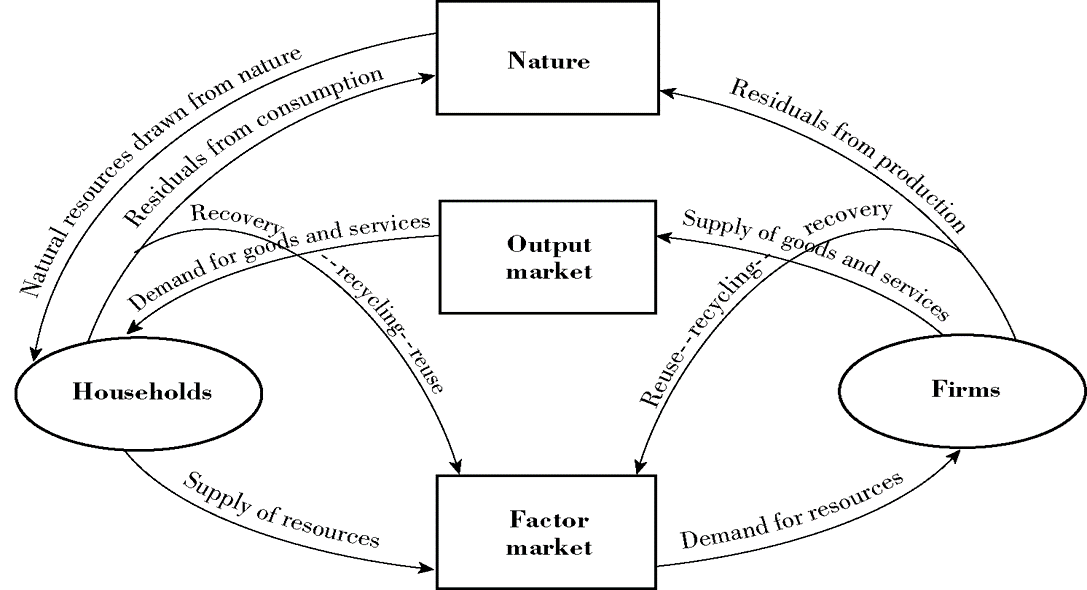 Nature
Natural resources drawn from nature
Residuals from consumption
Residuals from production
Recovery--recycling--reuse
Demand for goods and services
Output
market
Supply of goods and services
Reuse--recycling--recovery
Households
Firms
Supply of resources
Factor
market
Demand for resources